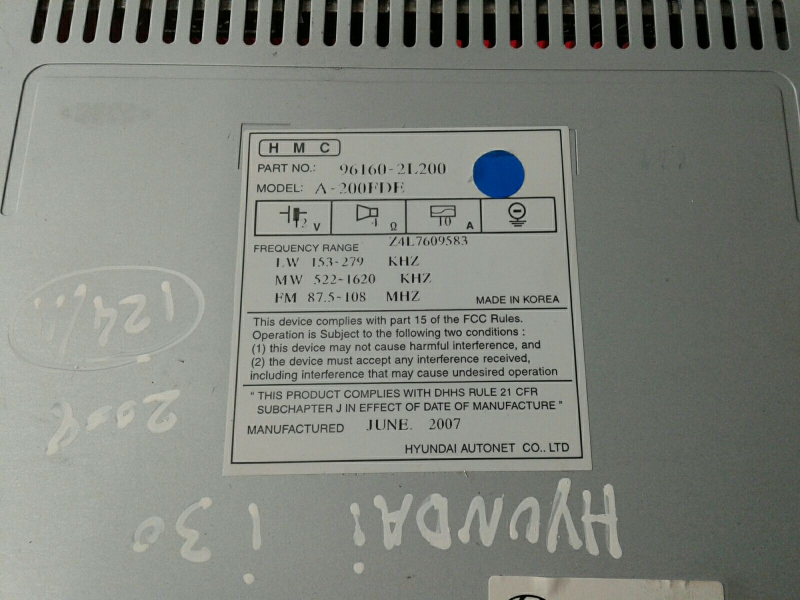 HMC
PART NO.: 96160-2L200
MODEL: A-200FDE
12 V 4 Ω 10 A
Z4L7609583
FREQUENCY RANGE
LW 153-279 KHZ
MW 522-1620 KHZ
FM 87.5-108 MHZ
MADE IN KOREA
This device complies with part 15 of the FCC Rules.
Operation is Subject to the following two conditions :
(1) this device may not cause harmful interference, and
(2) the device must accept any interference received,
including interference that may cause undesired operation
" THIS PRODUCT COMPLIES WITH DHHS RULE 21 CFR
SUBCHAPTER J IN EFFECT OF DATE OF MANUFACTURE "
MANUFACTURED JUNE. 2007
HYUNDAI AUTONET CO., LTD
HYUNDAi i30
2008